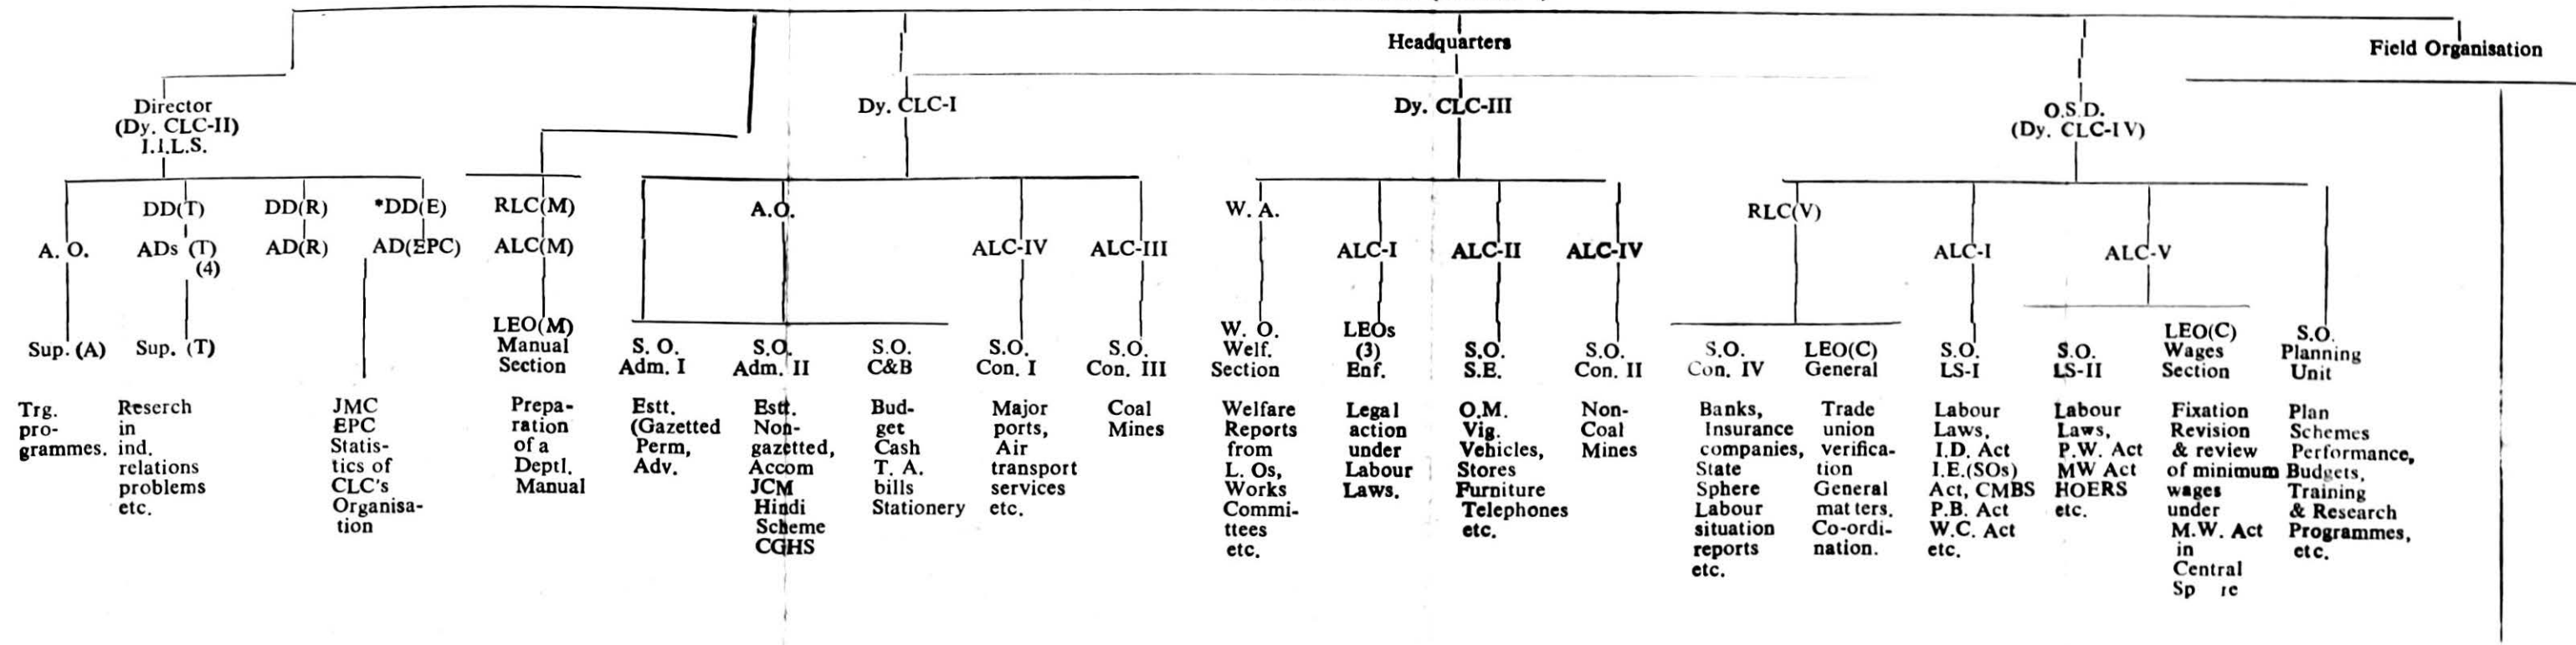 Headquarters
Field Organisation
Director
(Dy. CLC-II)
I.I.L.S.
Dy. CLC-I
Dy. CLC-III
O.S.D.
(Dy. CLC-IV)
A. O.
Sup. (A)
Trg.
pro-
grammes.
DD(T)
ADs (T)
(4)
Sup. (T)
Reserch
in
ind.
relations
problems
etc.
DD(R)
AD(R)
*DD(E)
AD(EPC)
JMC
EPC
Statis-
tics of
CLC's
Organisa-
tion
RLC(M)
ALC(M)
LEO(M)
Manual
Section
Prepa-
ration
of a
Deptl.
Manual
A.O.
S. O.
Adm. I
Estt.
(Gazetted
Perm,
Adv.
S.O.
Adm. II
Estt.
Non-
gazetted,
Accom
JCM
Hindi
Scheme
CGHS
S.O.
C&B
Bud-
get
Cash
T. A.
bills
Stationery
ALC-IV
S.O.
Con. I
Major
ports,
Air
transport
services
etc.
ALC-III
S.O.
Con. III
Coal
Mines
W. A.
W. O.
Welf.
Section
Welfare
Reports
from
L. Os,
Works
Commi-
ttees
etc.
ALC-I
LEOs
(3)
Enf.
Legal
action
under
Labour
Laws.
ALC-II
S.O.
S.E.
O.M.
Vig.
Vehicles,
Stores
Furniture
Telephones
etc.
ALC-IV
S.O.
Con. II
Non-
Coal
Mines
RLC(V)
S.O.
Con. IV
Banks,
Insurance
companies,
State
Sphere
Labour
situation
reports
etc.
LEO(C)
General
Trade
union
verifica-
tion
General
matters.
Co-ordi-
nation.
ALC-I
S.O.
LS-I
Labour
Laws,
I.D. Act
I.E.(SOs)
Act, CMBS
P.B. Act
W.C. Act
etc.
ALC-V
S.O.
LS-II
Labour
Laws,
P.W. Act
MW Act
HOERS
etc.
LEO(C)
Wages
Section
Fixation
Revision
& review
of minimum
wages
under
M.W. Act
in
Central
S.O.
Planning
Unit
Plan
Schemes
Performance,
Budgets,
Training
& Research
Programmes,
etc.